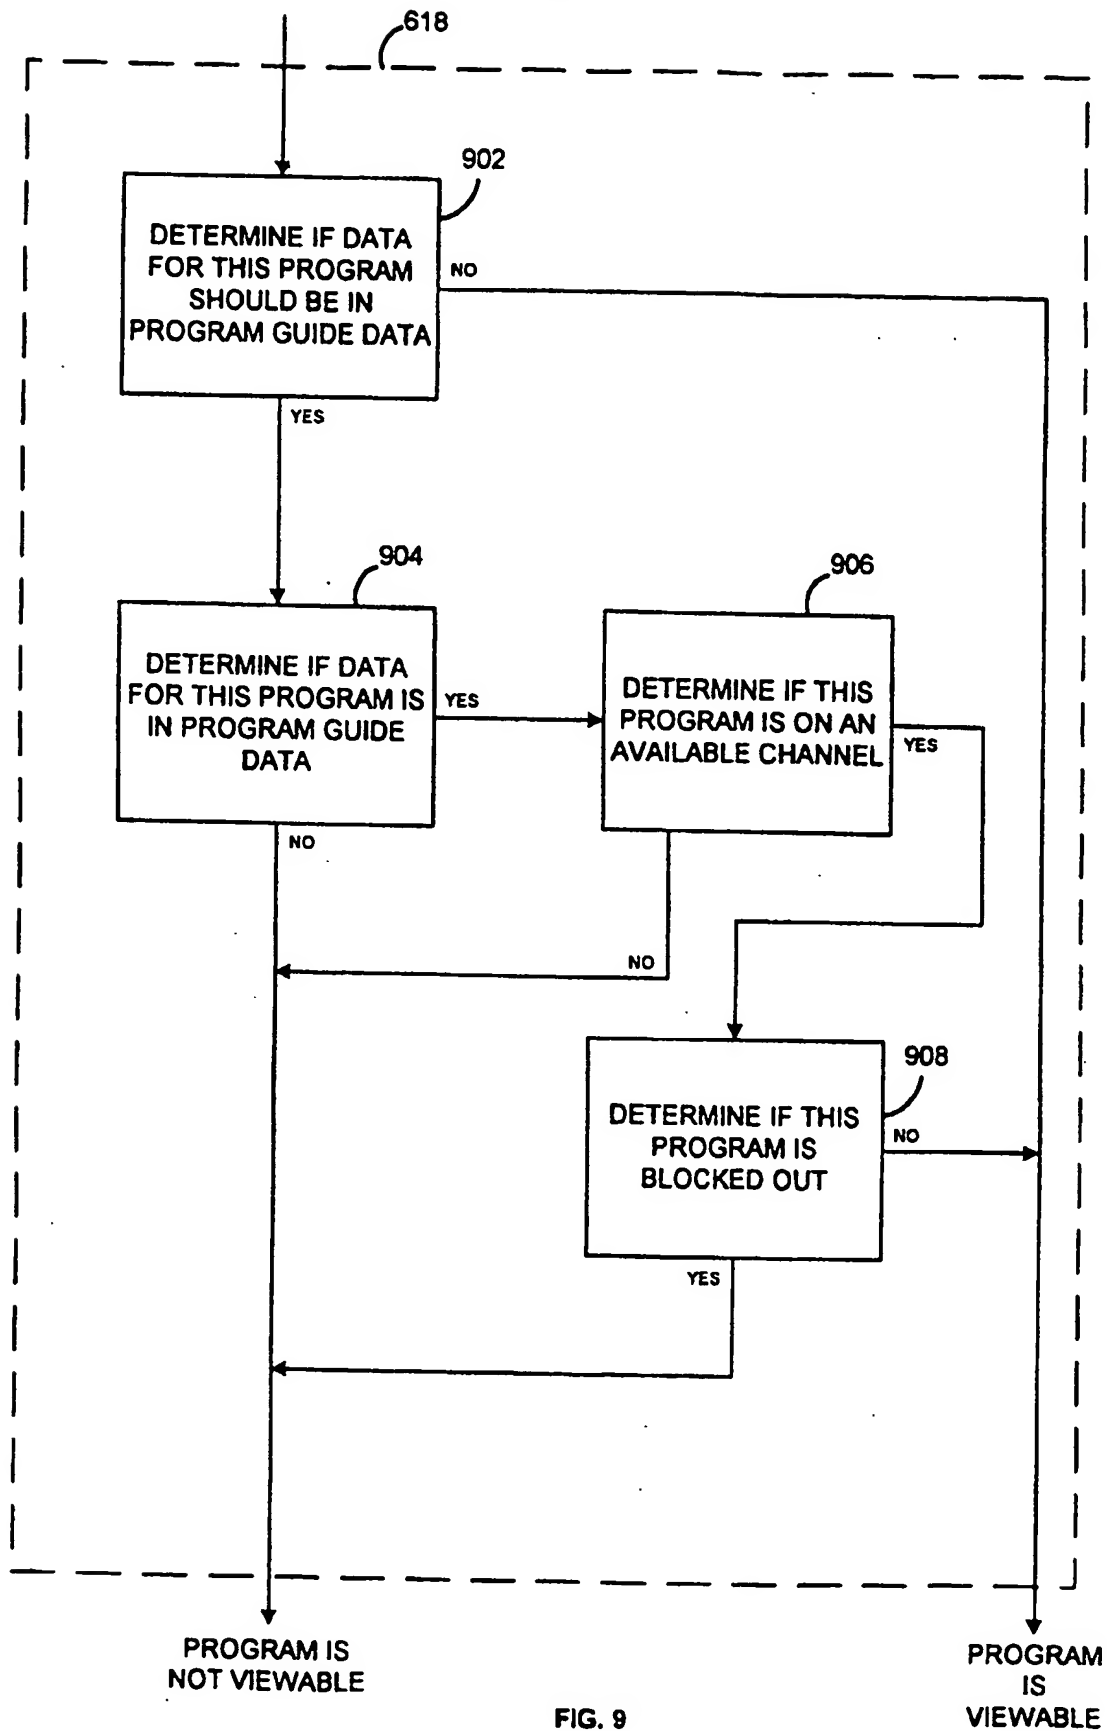 618
902
DETERMINE IF DATA
FOR THIS PROGRAM
SHOULD BE IN
PROGRAM GUIDE DATA
NO
YES
904
DETERMINE IF DATA
FOR THIS PROGRAM IS
IN PROGRAM GUIDE
DATA
YES
NO
906
DETERMINE IF THIS
PROGRAM IS ON AN
AVAILABLE CHANNEL
YES
NO
908
DETERMINE IF THIS
PROGRAM IS
BLOCKED OUT
NO
YES
PROGRAM IS
NOT VIEWABLE
PROGRAM
IS
VIEWABLE
FIG. 9